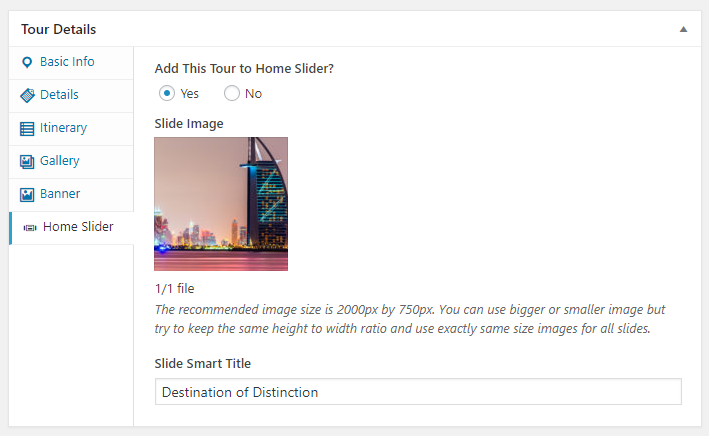 Tour Details
Basic Info
Details
Itinerary
Gallery
Banner
Home Slider
Add This Tour to Home Slider?
Yes No
Slide Image
1/1 file
The recommended image size is 2000px by 750px. You can use bigger or smaller image but
try to keep the same height to width ratio and use exactly same size images for all slides.
Slide Smart Title
Destination of Distinction